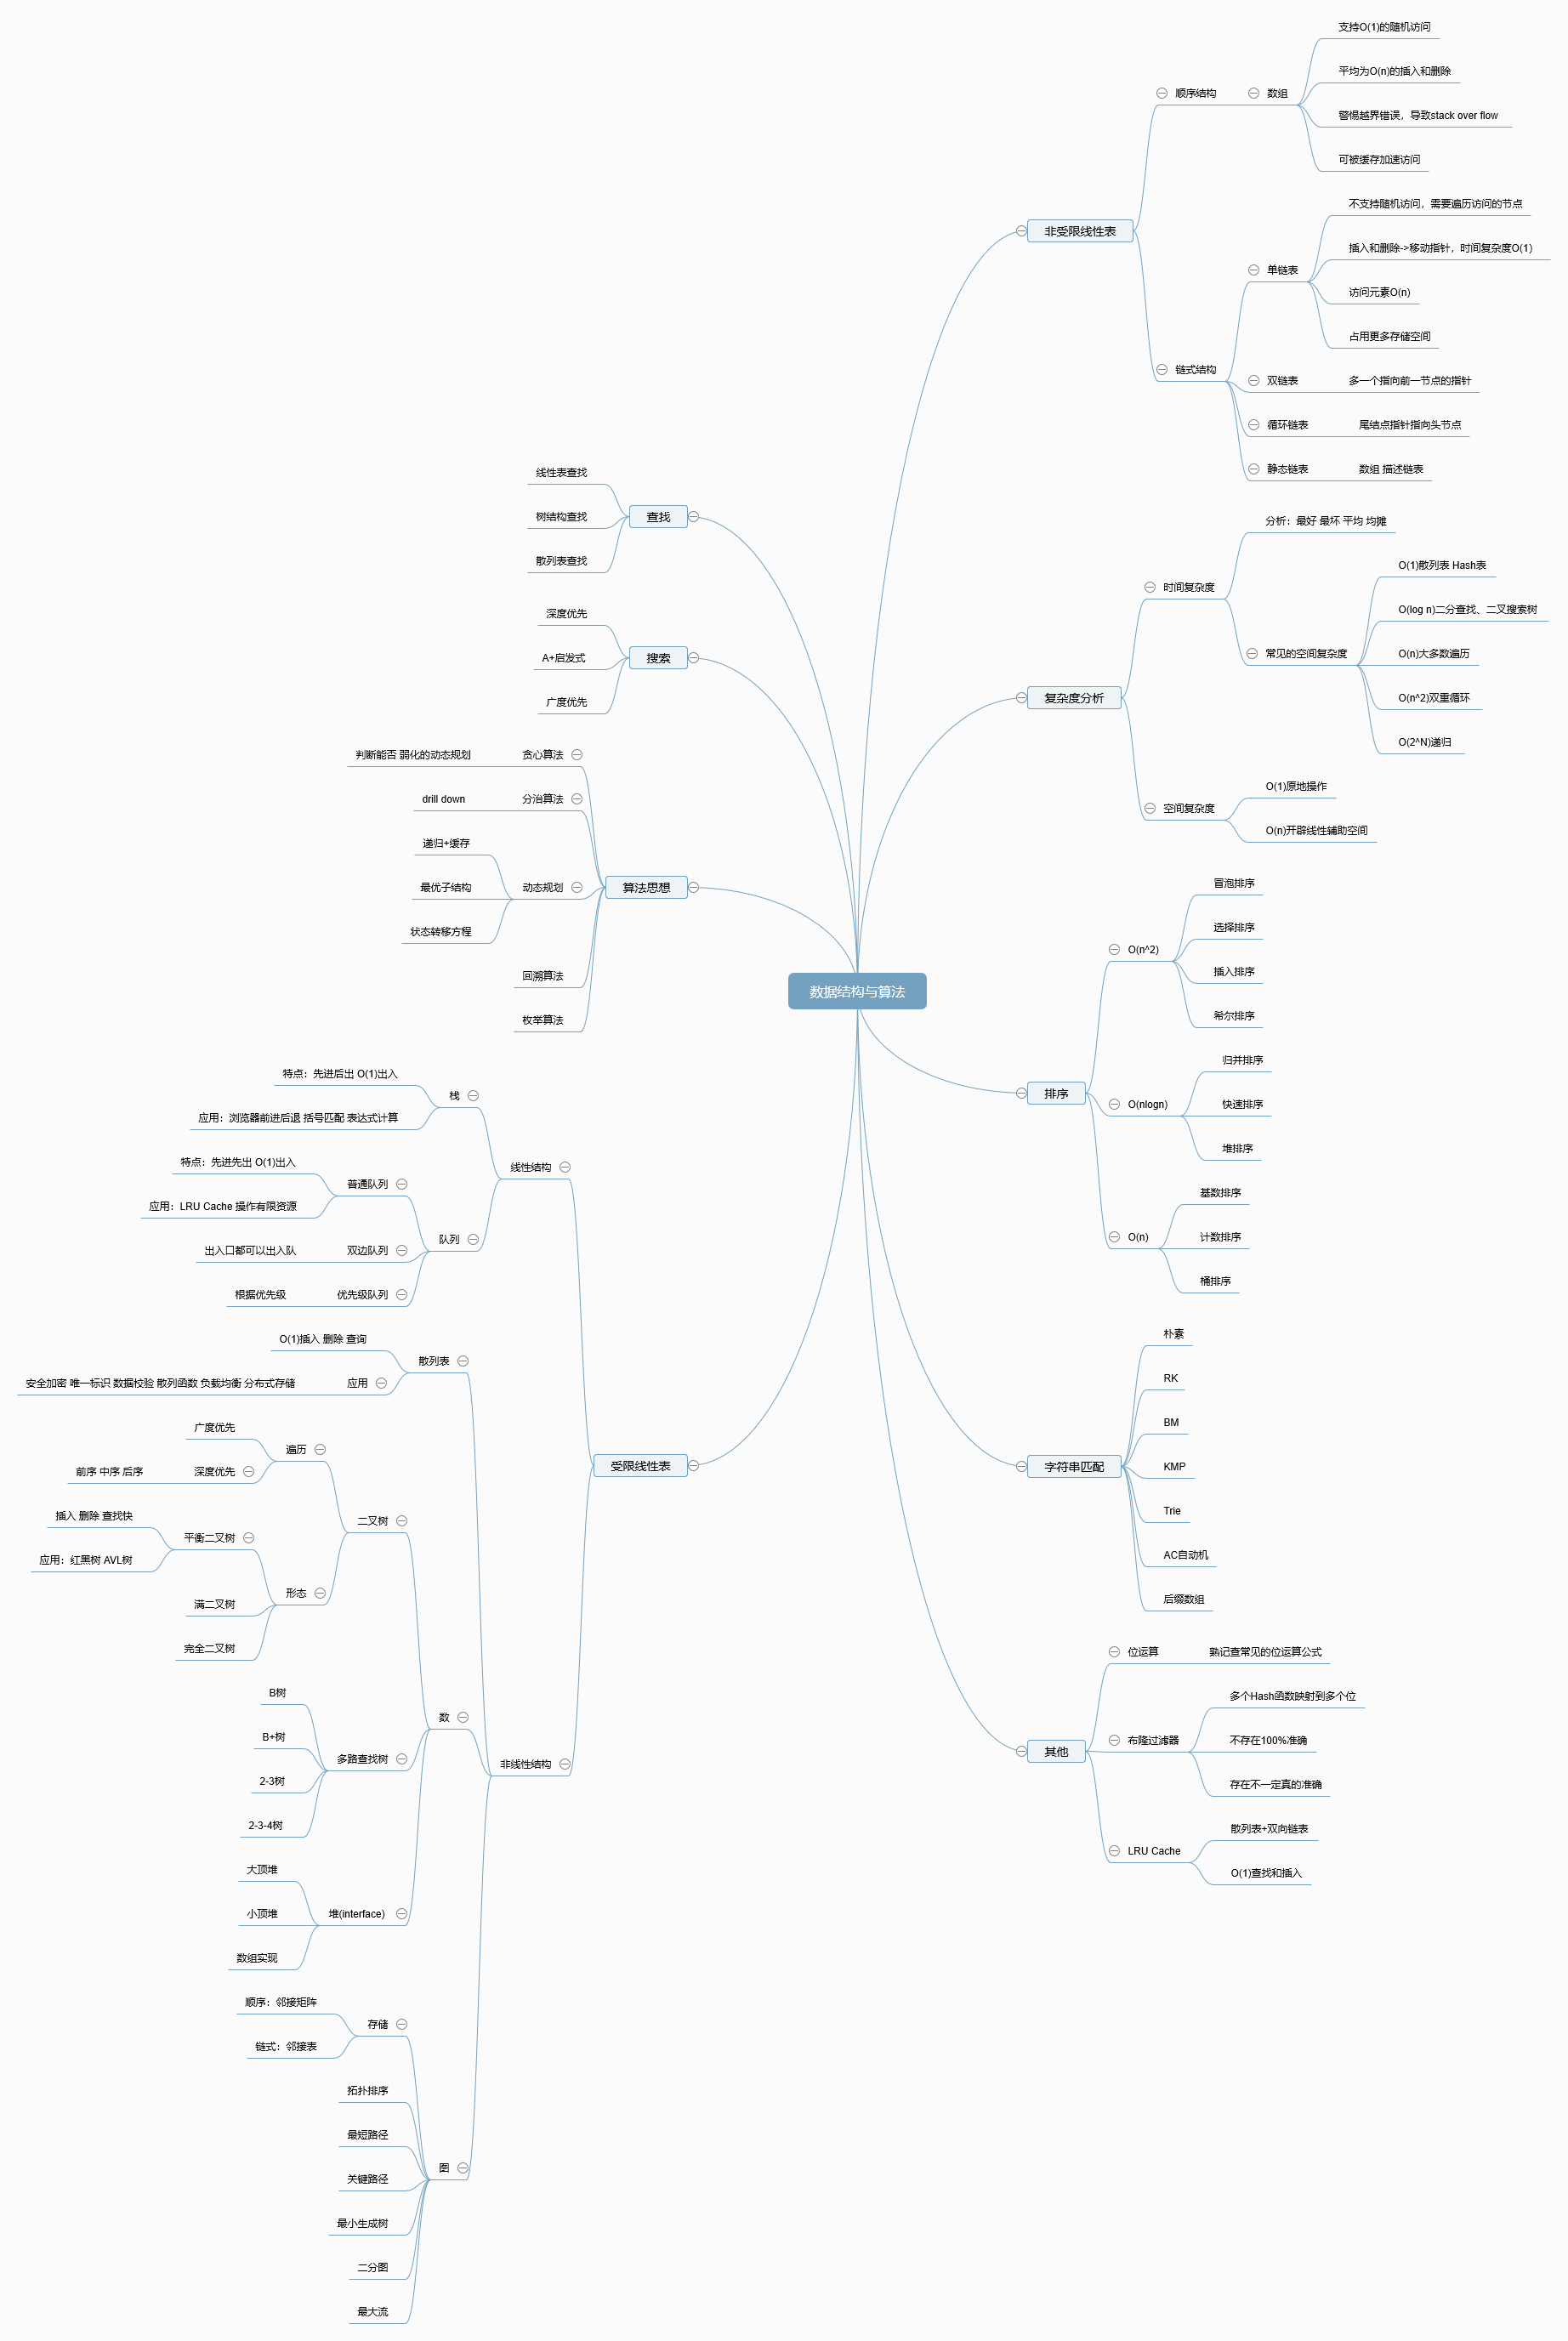 数据结构与算法
非受限线性表
顺序结构
数组
支持O(1)的随机访问
平均为O(n)的插入和删除
警惕越界错误，导致stack over flow
可被缓存加速访问
链式结构
单链表
不支持随机访问，需要遍历访问的节点
插入和删除->移动指针，时间复杂度O(1)
访问元素O(n)
占用更多存储空间
双链表
多一个指向前一节点的指针
循环链表
尾结点指针指向头节点
静态链表
数组 描述链表
复杂度分析
时间复杂度
分析：最好 最坏 平均 均摊
常见的空间复杂度
O(1)散列表 Hash表
O(log n)二分查找、二叉搜索树
O(n)大多数遍历
O(n^2)双重循环
O(2^N)递归
空间复杂度
O(1)原地操作
O(n)开辟线性辅助空间
排序
O(n^2)
冒泡排序
选择排序
插入排序
希尔排序
O(nlogn)
归并排序
快速排序
堆排序
O(n)
基数排序
计数排序
桶排序
字符串匹配
朴素
RK
BM
KMP
Trie
AC自动机
后缀数组
其他
位运算
熟记查常见的位运算公式
布隆过滤器
多个Hash函数映射到多个位
不存在100%准确
存在不一定真的准确
LRU Cache
散列表+双向链表
O(1)查找和插入
查找
线性表查找
树结构查找
散列表查找
搜索
深度优先
A+启发式
广度优先
算法思想
贪心算法
判断能否 弱化的动态规划
分治算法
drill down
动态规划
递归+缓存
最优子结构
状态转移方程
回溯算法
枚举算法
受限线性表
线性结构
栈
特点：先进后出 O(1)出入
应用：浏览器前进后退 括号匹配 表达式计算
队列
普通队列
特点：先进先出 O(1)出入
应用：LRU Cache 操作有限资源
双边队列
出入口都可以出入队
优先级队列
根据优先级
非线性结构
散列表
O(1)插入 删除 查询
应用
安全加密 唯一标识 数据校验 散列函数 负载均衡 分布式存储
数
二叉树
遍历
广度优先
深度优先
前序 中序 后序
形态
平衡二叉树
插入 删除 查找快
应用：红黑树 AVL树
满二叉树
完全二叉树
多路查找树
B树
B+树
2-3树
2-3-4树
堆(interface)
大顶堆
小顶堆
数组实现
图
存储
顺序：邻接矩阵
链式：邻接表
拓扑排序
最短路径
关键路径
最小生成树
二分图
最大流